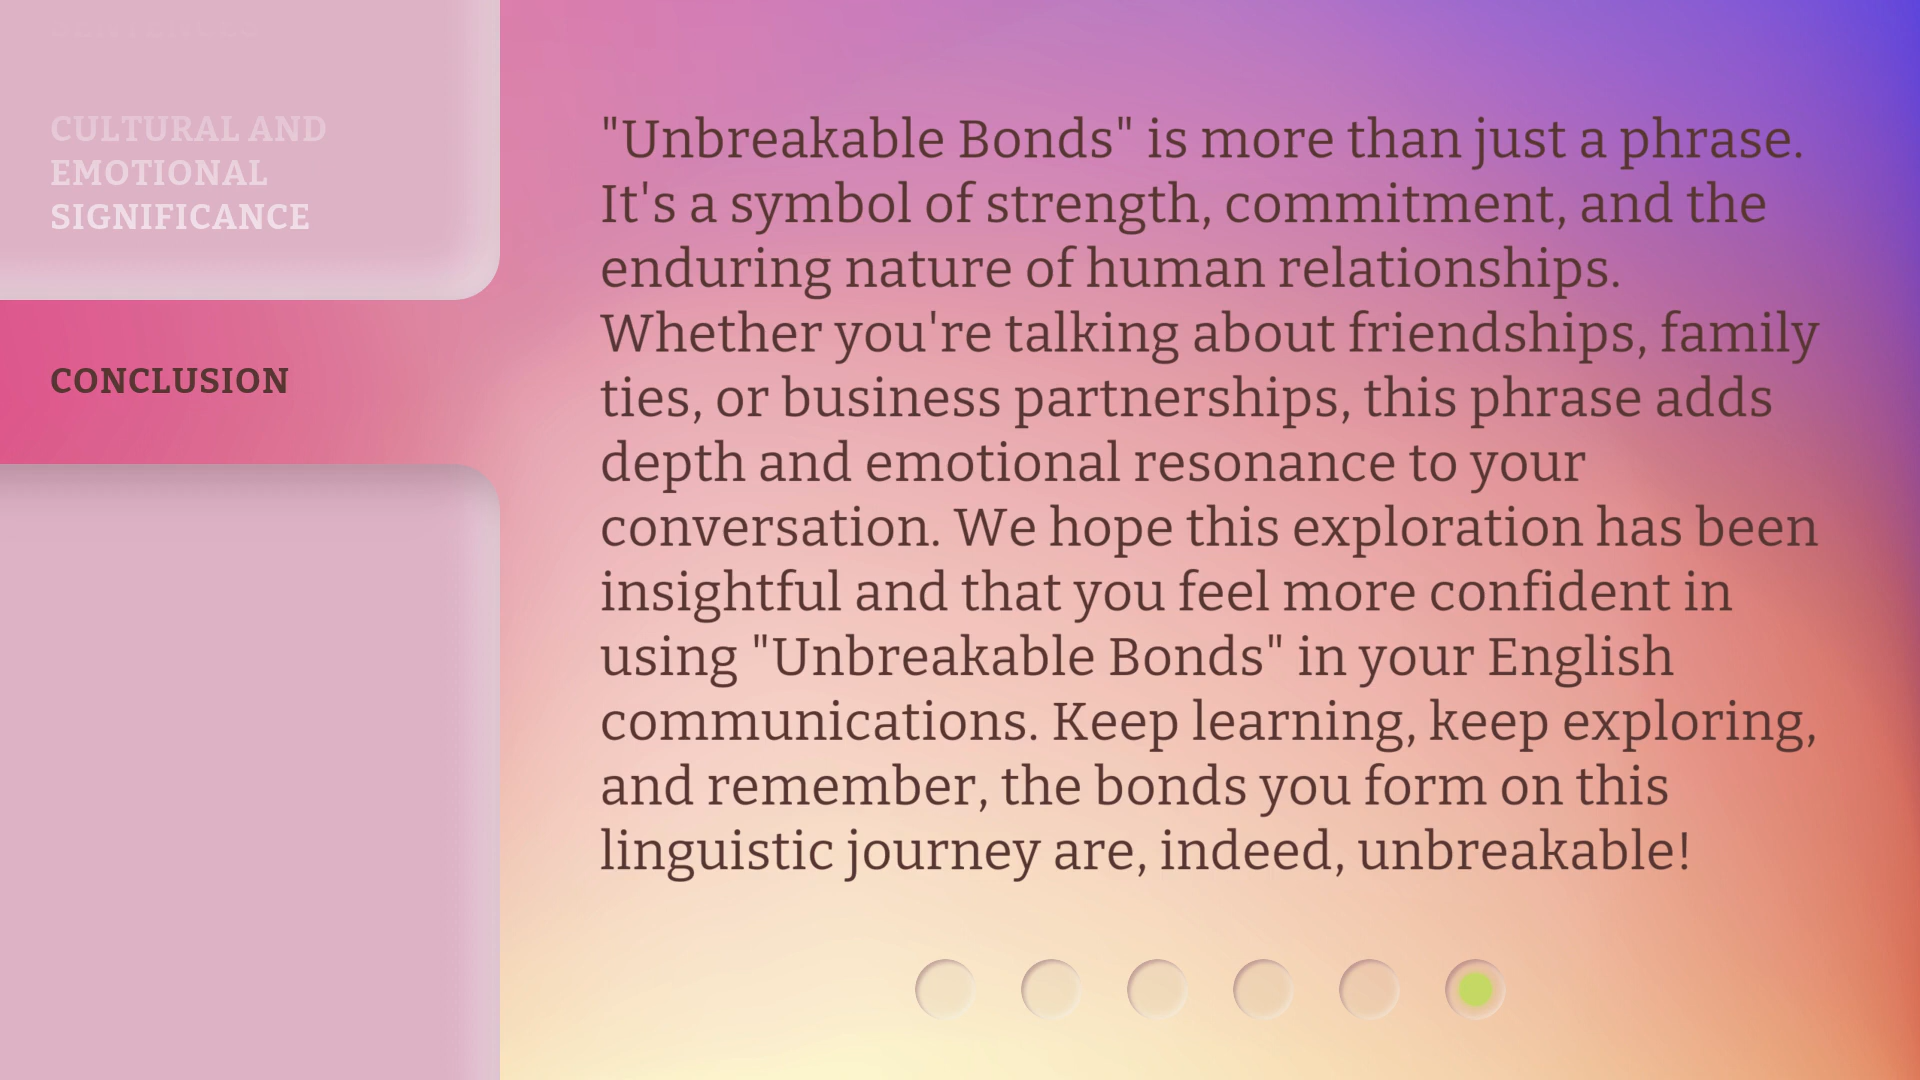 CULTURAL AND
EMOTIONAL
SIGNIFICANCE
CONCLUSION
"Unbreakable Bonds" is more than just a phrase.
It's a symbol of strength, commitment, and the
enduring nature of human relationships.
Whether you're talking about friendships, family
ties, or business partnerships, this phrase adds
depth and emotional resonance to your
conversation. We hope this exploration has been
insightful and that you feel more confident in
using "Unbreakable Bonds" in your English
communications. Keep learning, keep exploring,
and remember, the bonds you form on this
linguistic journey are, indeed, unbreakable!